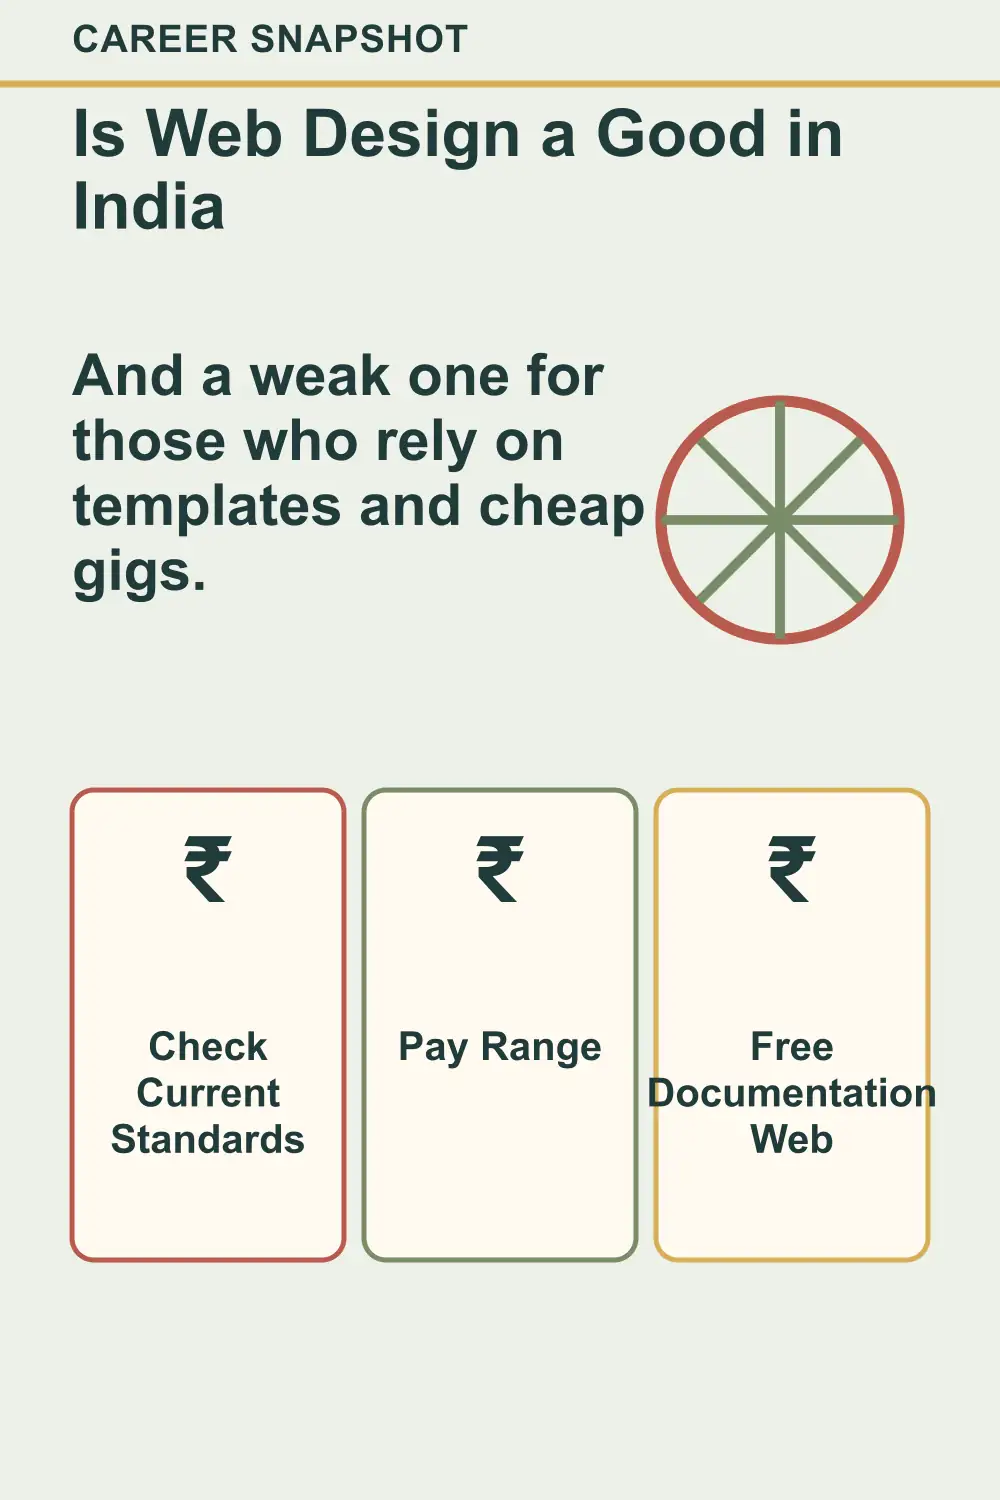 CAREER SNAPSHOT
Is Web Design a Good in
India
And a weak one for
those who rely on
templates and cheap
gigs.
₹
Check
Current
Standards
₹
Pay Range
₹
Free
Documentation
Web